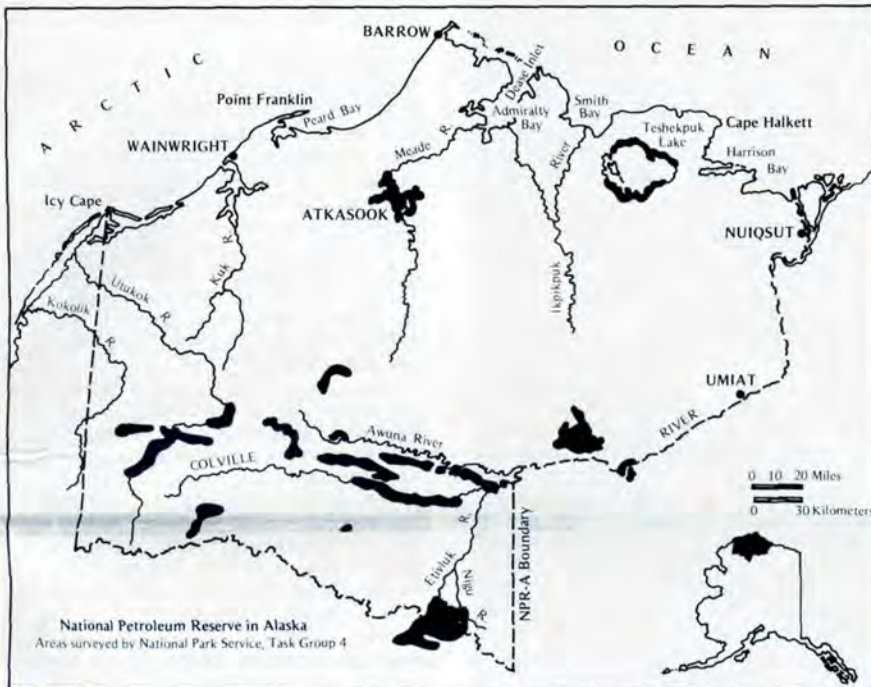 BARROW
OCEAN
ARCTIC
Dease Inlet
Point Franklin
Peard Bay
Smith Bay
Admiralty Bay
Meade R.
River
Teshekpuk Lake
Cape Halkett
Harrison Bay
WAINWRIGHT
Icy Cape
ATKASOOK
NUIQSUT
Kuk R.
Utukok R.
Ikpikpuk
Kokolik R.
UMIAT
RIVER
Awuna River
COLVILLE
0 10 20 Miles
0 30 Kilometers
R.
Etivluk
Nigu
R.
NPR-A Boundary
National Petroleum Reserve in Alaska
Areas surveyed by National Park Service, Task Group 4